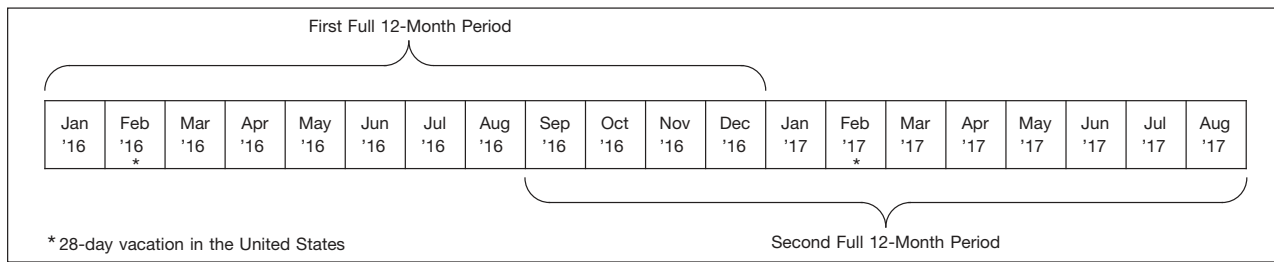 First Full 12-Month Period
Jan Feb Mar Apr May Jun Jul Aug Sep Oct Nov Dec Jan Feb Mar Apr May Jun Jul Aug
’16 ’16 ’16 ’16 ’16 ’16 ’16 ’16 ’16 ’16 ’16 ’16 ’17 ’17 ’17 ’17 ’17 ’17 ’17 ’17
* *
* 28-day vacation in the United States
Second Full 12-Month Period